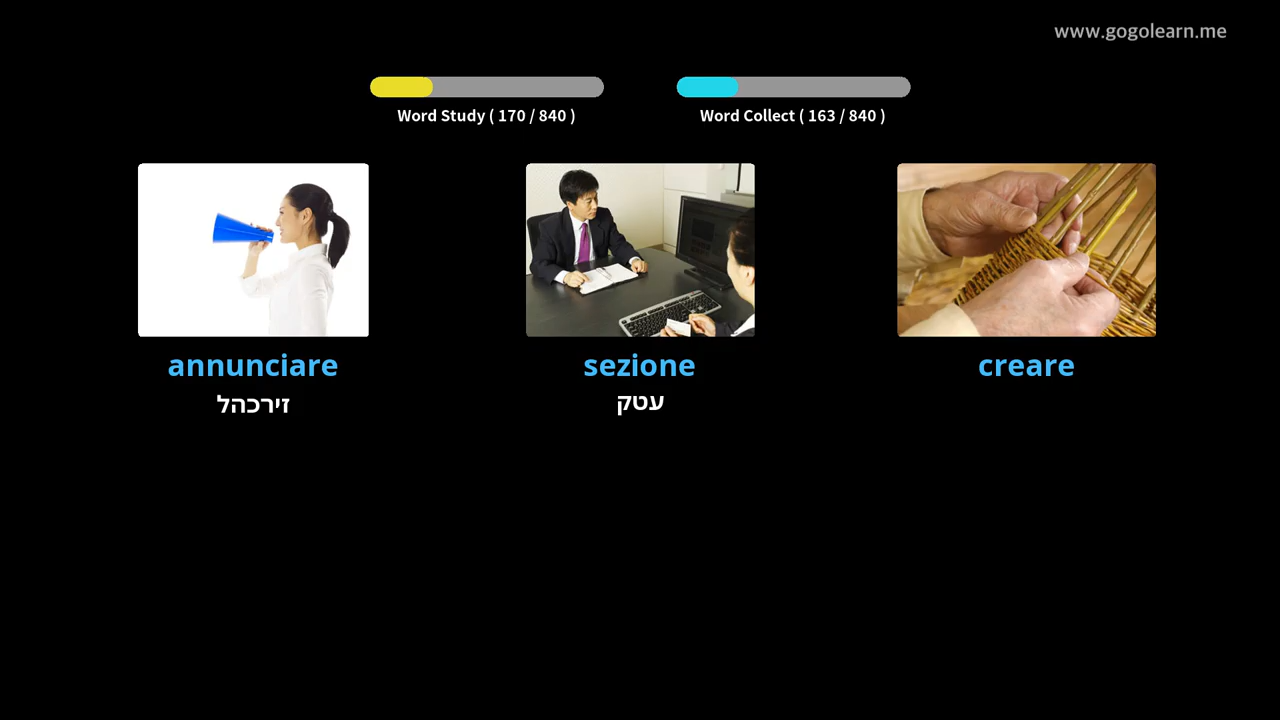 www.gogolearn.me
Word Study ( 170 / 840 )
Word Collect ( 163 / 840 )
annunciare
זירכהל
sezione
עטק
creare